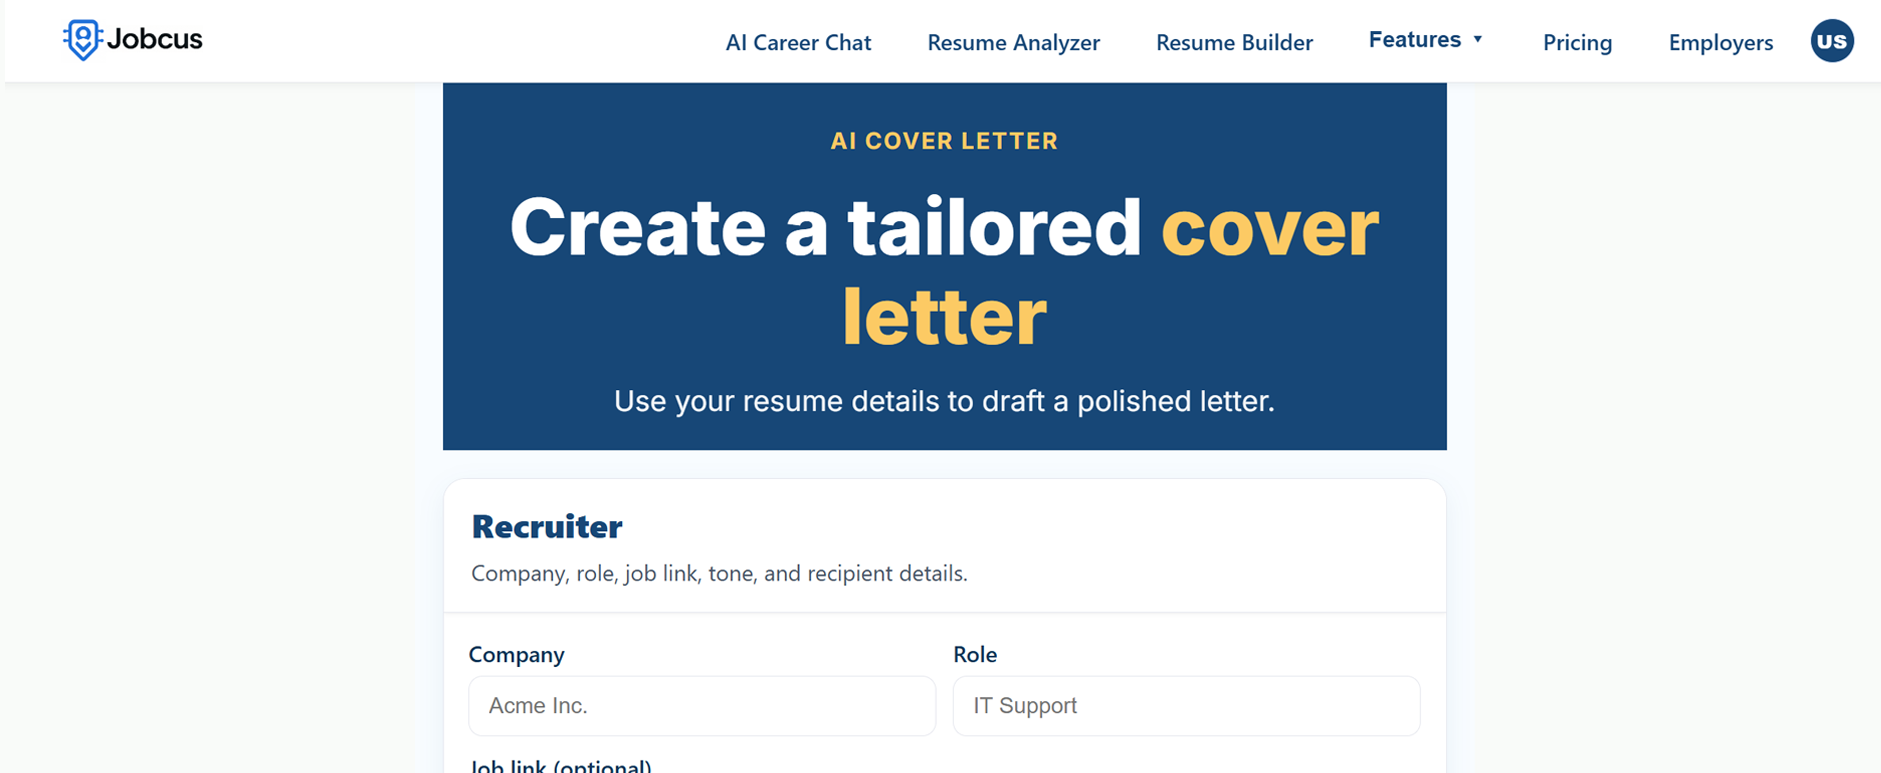 Jobcus
AI Career Chat
Resume Analyzer
Resume Builder
Features
Pricing
Employers
US
AI COVER LETTER
Create a tailored cover
letter
Use your resume details to draft a polished letter.
Recruiter
Company, role, job link, tone, and recipient details.
Company
Role
Acme Inc.
IT Support
Job link (optional)